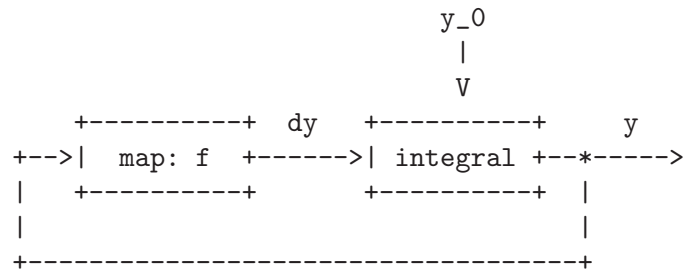 y_0
                             |
                             V
    +----------+  dy   +----------+    y
+-->|  map: f  +------>| integral +--*----->
|   +----------+       +----------+  |
|                                    |
+------------------------------------+